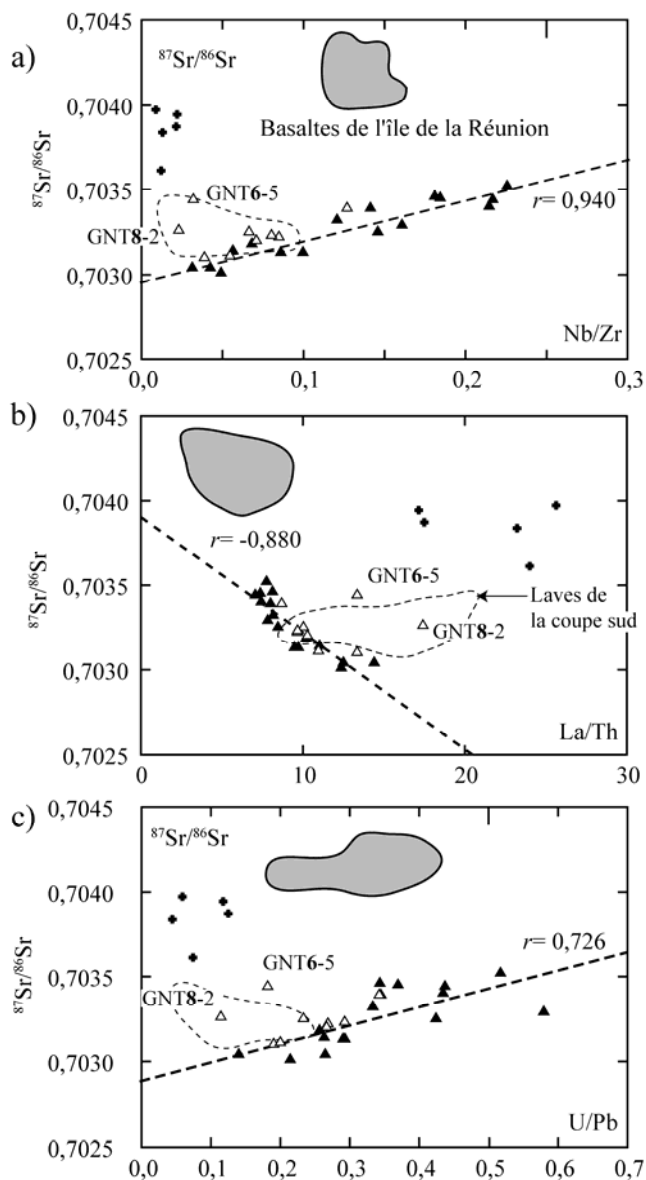 a)
⁸⁷Sr/⁸⁶Sr
0,7045
0,7040
0,7035
0,7030
0,7025
⁸⁷Sr/⁸⁶Sr
Basaltes de l'île de la Réunion
GNT6-5
GNT8-2
r= 0,940
Nb/Zr
0,0 0,1 0,2 0,3
b)
0,7045
0,7040
0,7035
0,7030
0,7025
⁸⁷Sr/⁸⁶Sr
r= -0,880
GNT6-5
GNT8-2
Laves de
la coupe sud
La/Th
0 10 20 30
c)
⁸⁷Sr/⁸⁶Sr
0,7045
0,7040
0,7035
0,7030
0,7025
⁸⁷Sr/⁸⁶Sr
r= 0,726
GNT6-5
GNT8-2
U/Pb
0,0 0,1 0,2 0,3 0,4 0,5 0,6 0,7